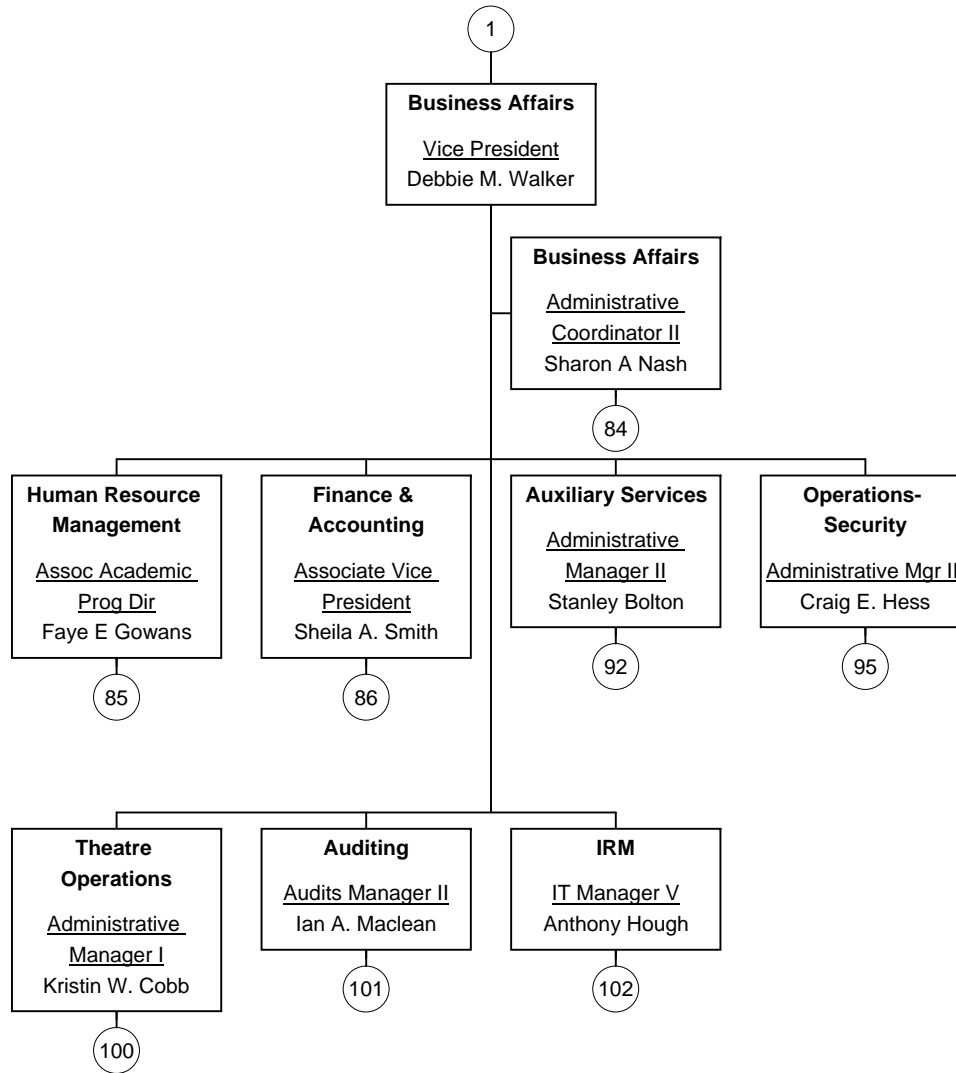 1
Business Affairs
Vice President
Debbie M. Walker
Business Affairs
Administrative
Coordinator II
Sharon A Nash
84
Human Resource
Management
Assoc Academic
Prog Dir
Faye E Gowans
85
Finance &
Accounting
Associate Vice
President
Sheila A. Smith
86
Auxiliary Services
Administrative
Manager II
Stanley Bolton
92
Operations-
Security
Administrative Mgr II
Craig E. Hess
95
Theatre
Operations
Administrative
Manager I
Kristin W. Cobb
100
Auditing
Audits Manager II
Ian A. Maclean
101
IRM
IT Manager V
Anthony Hough
102